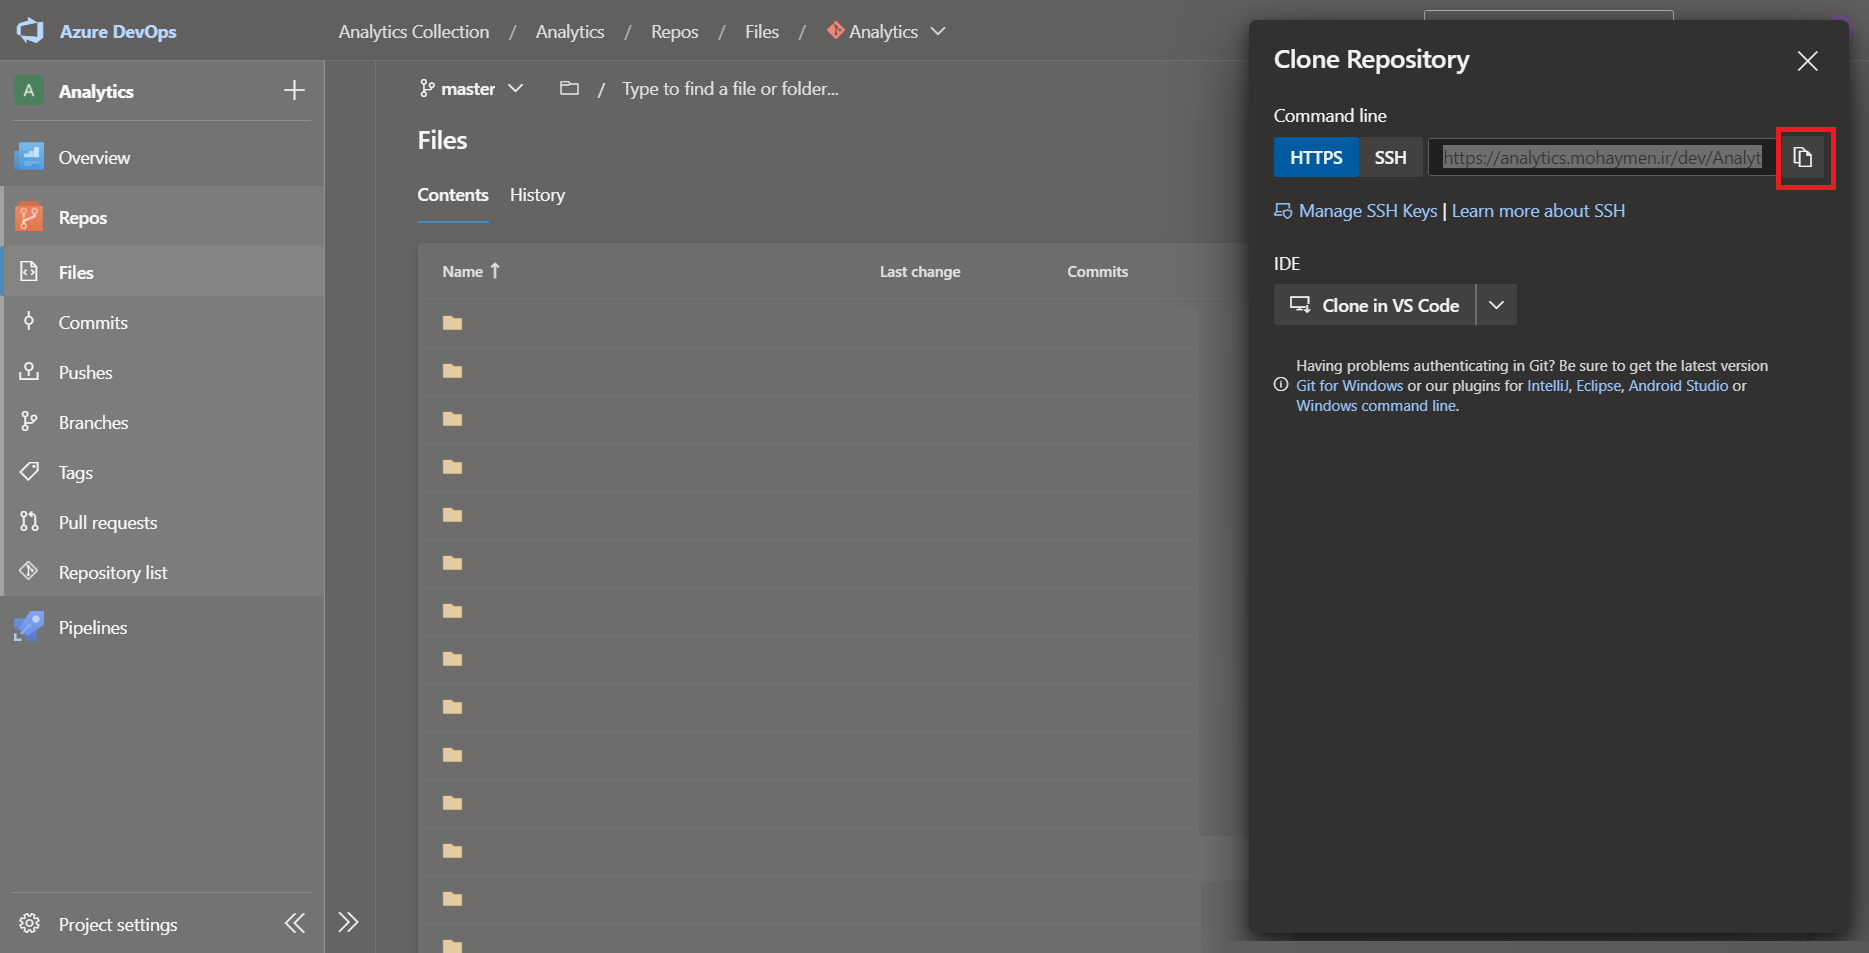 Azure DevOps
Analytics Collection / Analytics / Repos / Files / Analytics
A Analytics
Overview
Repos
Files
Commits
Pushes
Branches
Tags
Pull requests
Repository list
Pipelines
Project settings
master / Type to find a file or folder...
Files
Contents History
Name Last change Commits
Clone Repository
Command line
HTTPS SSH https://analytics.mohaymen.ir/dev/Analyt
Manage SSH Keys | Learn more about SSH
IDE
Clone in VS Code
Having problems authenticating in Git? Be sure to get the latest version
Git for Windows or our plugins for IntelliJ, Eclipse, Android Studio or
Windows command line.